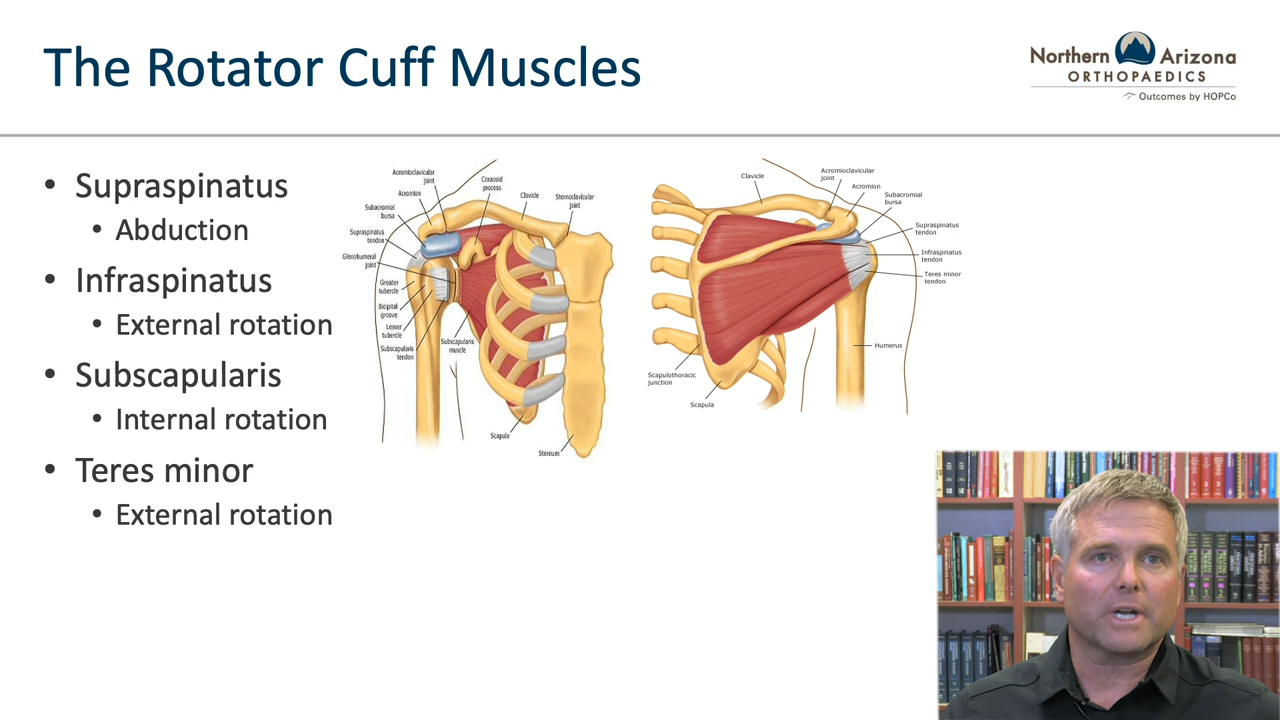 The Rotator Cuff Muscles
Northern Arizona
ORTHOPAEDICS
Outcomes by HOPCo
• Supraspinatus
• Abduction
• Infraspinatus
• External rotation
• Subscapularis
• Internal rotation
• Teres minor
• External rotation
Acromioclavicular
joint
Acromion
Coracoid
process
Clavicle
Sternoclavicular
joint
Subacromial
bursa
Supraspinatus
tendon
Glenohumeral
joint
Greater
tubercle
Bicipital
groove
Lesser
tubercle
Subscapularis
tendon
Subscapularis
muscle
Scapula
Sternum
Clavicle
Acromioclavicular
joint
Acromion
Subacromial
bursa
Supraspinatus
tendon
Infraspinatus
tendon
Teres minor
tendon
Humerus
Scapulothoracic
junction
Scapula